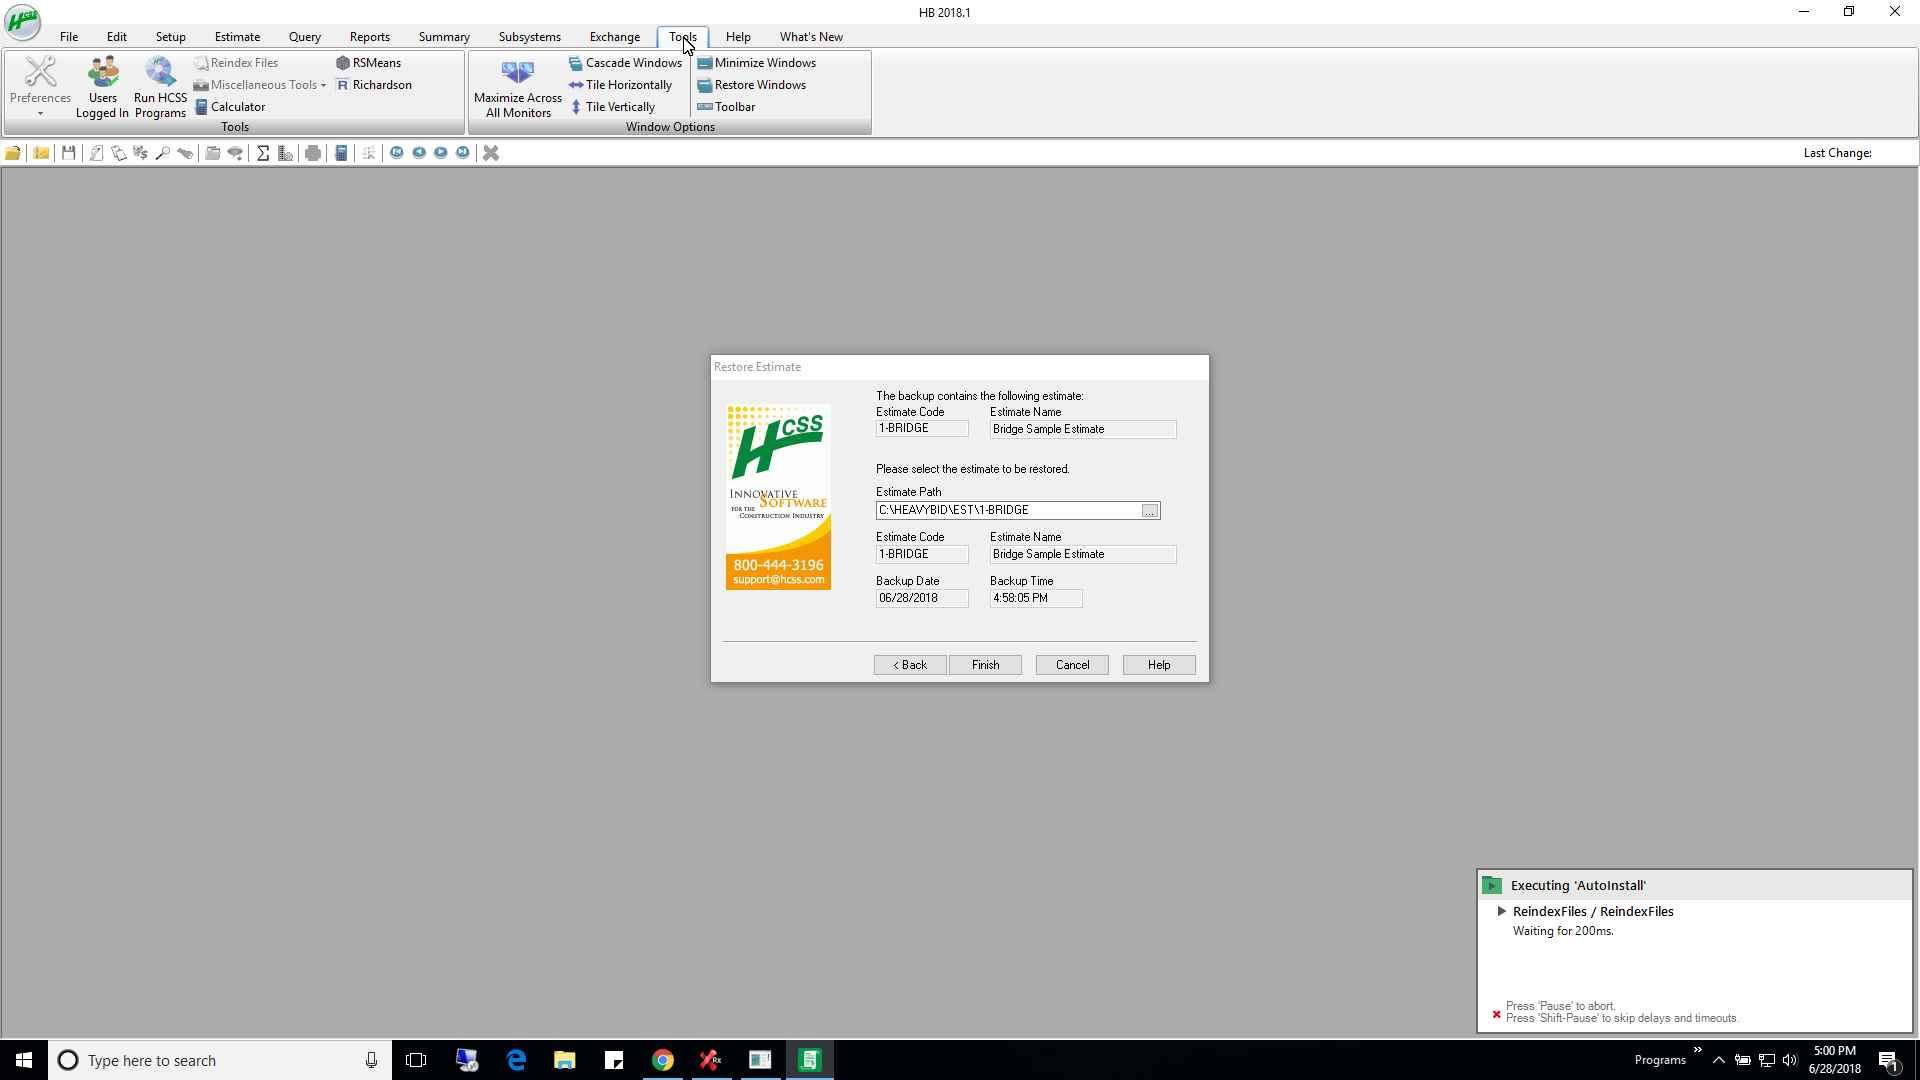 HB 2018.1
File Edit Setup Estimate Query Reports Summary Subsystems Exchange Tools Help What's New
Preferences
Users
Logged In
Run HCSS
Programs
Reindex Files
Miscellaneous Tools
Calculator
RSMeans
Richardson
Tools
Maximize Across
All Monitors
Cascade Windows
Tile Horizontally
Tile Vertically
Minimize Windows
Restore Windows
Toolbar
Window Options
Last Change:
Restore Estimate
HCSS
INNOVATIVE
SOFTWARE
FOR THE
CONSTRUCTION INDUSTRY
800-444-3196
support@hcss.com
The backup contains the following estimate:
Estimate Code Estimate Name
1-BRIDGE Bridge Sample Estimate
Please select the estimate to be restored.
Estimate Path
C:\HEAVYBID\EST\1-BRIDGE ...
Estimate Code Estimate Name
1-BRIDGE Bridge Sample Estimate
Backup Date Backup Time
06/28/2018 4:58:05 PM
< Back Finish Cancel Help
Executing 'AutoInstall'
ReindexFiles / ReindexFiles
Waiting for 200ms.
Press 'Pause' to abort.
Press 'Shift-Pause' to skip delays and timeouts.
Type here to search
Programs
5:00 PM
6/28/2018
1